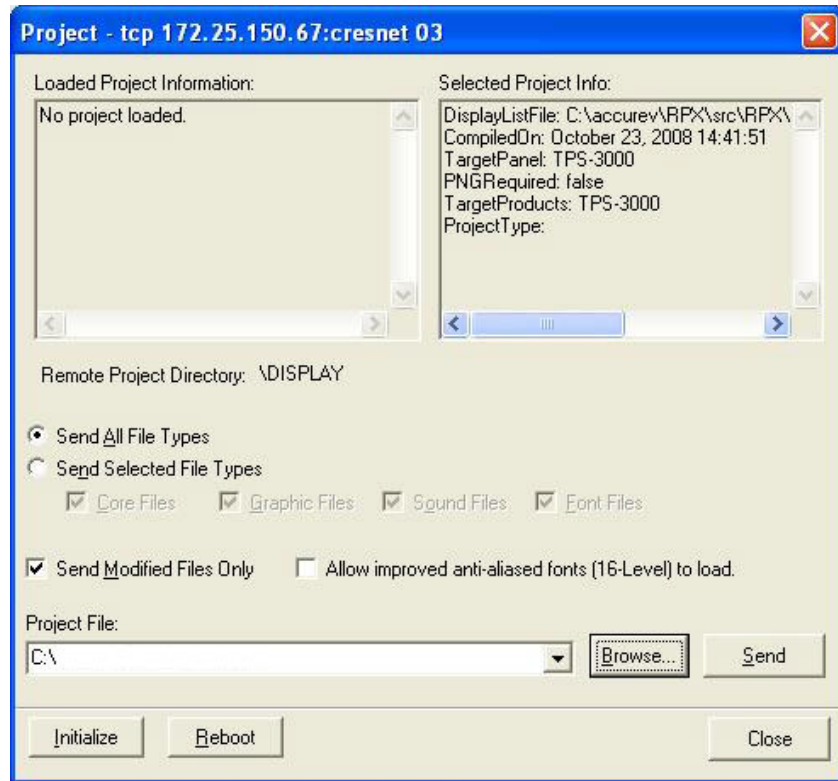 Project - tcp 172.25.150.67:cresnet 03
Loaded Project Information:
No project loaded.
Selected Project Info:
DisplayListFile: C:\accurev\RPX\src\RPX\
CompiledOn: October 23, 2008 14:41:51
TargetPanel: TPS-3000
PNGRequired: false
TargetProducts: TPS-3000
ProjectType:
Remote Project Directory: \DISPLAY
Send All File Types
Send Selected File Types
Core Files Graphic Files Sound Files Font Files
Send Modified Files Only Allow improved anti-aliased fonts (16-Level) to load.
Project File:
C:\ Browse... Send
Initialize Reboot Close